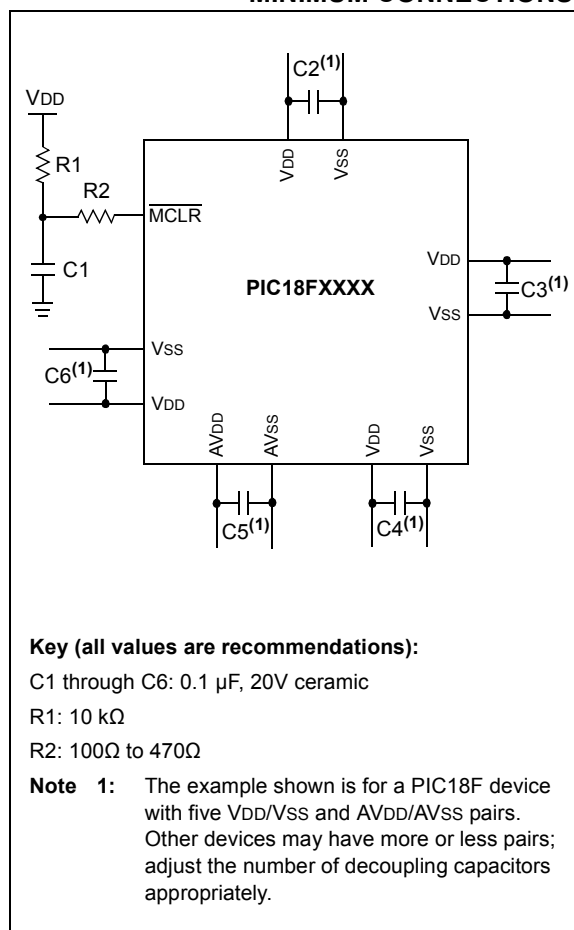 C2(1)
VDD
R1
R2
C1
MCLR
VDD
VSS
PIC18FXXXX
VDD
VSS
C3(1)
VSS
C6(1)
VDD
AVDD
AVSS
VDD
VSS
C5(1)
C4(1)
Key (all values are recommendations):
C1 through C6: 0.1 µF, 20V ceramic
R1: 10 kΩ
R2: 100Ω to 470Ω
Note 1: The example shown is for a PIC18F device
with five VDD/VSS and AVDD/AVSS pairs.
Other devices may have more or less pairs;
adjust the number of decoupling capacitors
appropriately.